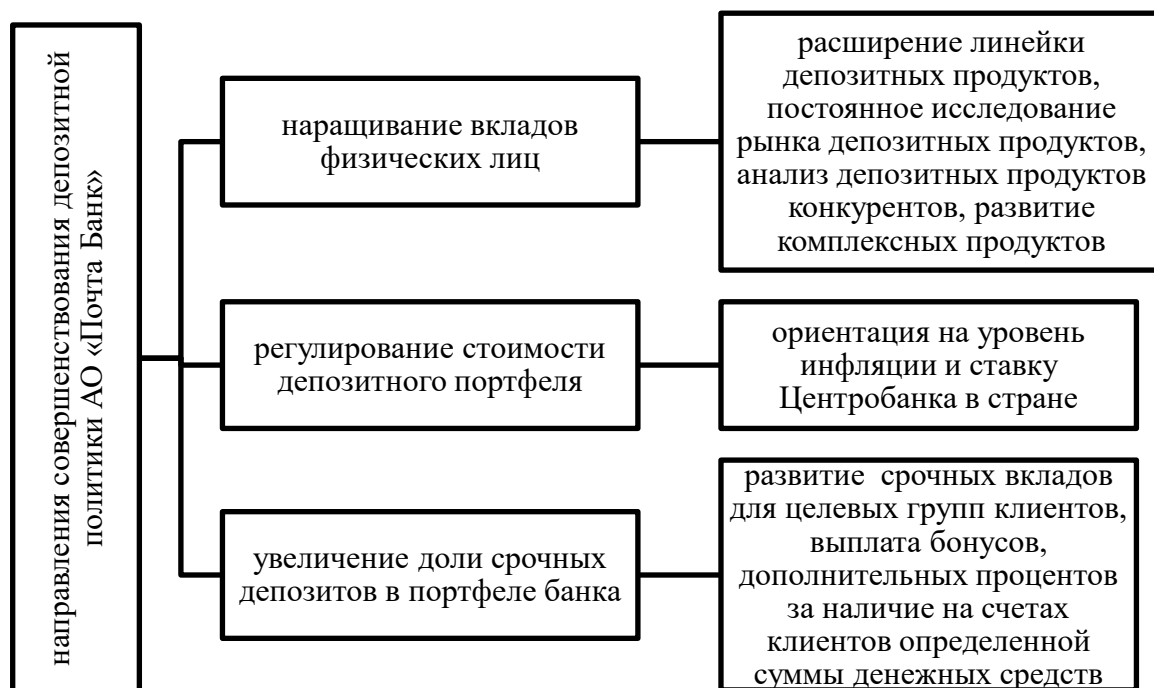 направления совершенствования депозитной
политики АО «Почта Банк»
наращивание вкладов
физических лиц
расширение линейки
депозитных продуктов,
постоянное исследование
рынка депозитных продуктов,
анализ депозитных продуктов
конкурентов, развитие
комплексных продуктов
регулирование стоимости
депозитного портфеля
ориентация на уровень
инфляции и ставку
Центробанка в стране
увеличение доли срочных
депозитов в портфеле банка
развитие срочных вкладов
для целевых групп клиентов,
выплата бонусов,
дополнительных процентов
за наличие на счетах
клиентов определенной
суммы денежных средств